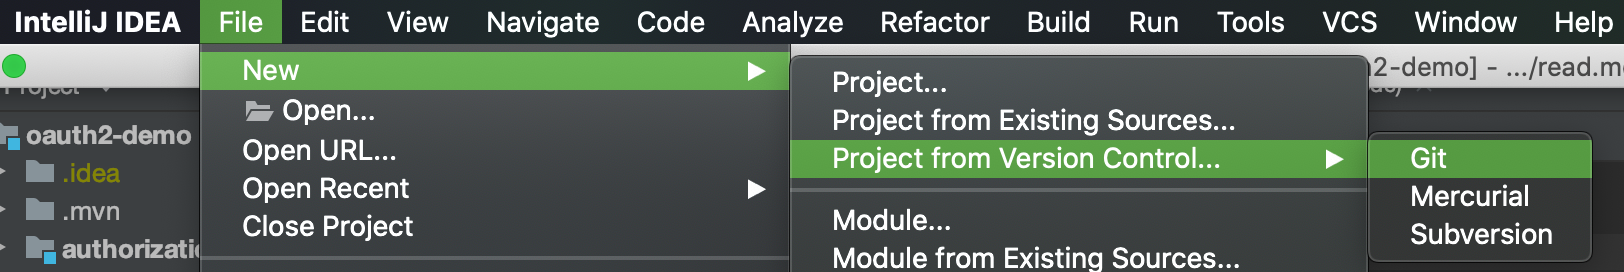 IntelliJ IDEA File Edit View Navigate Code Analyze Refactor Build Run Tools VCS Window Help
New
Open...
Open URL...
Open Recent
Close Project
Project...
Project from Existing Sources...
Project from Version Control...
Module...
Module from Existing Sources...
Git
Mercurial
Subversion
2-demo] - .../read.m
Project
oauth2-demo
.idea
.mvn
authorizati